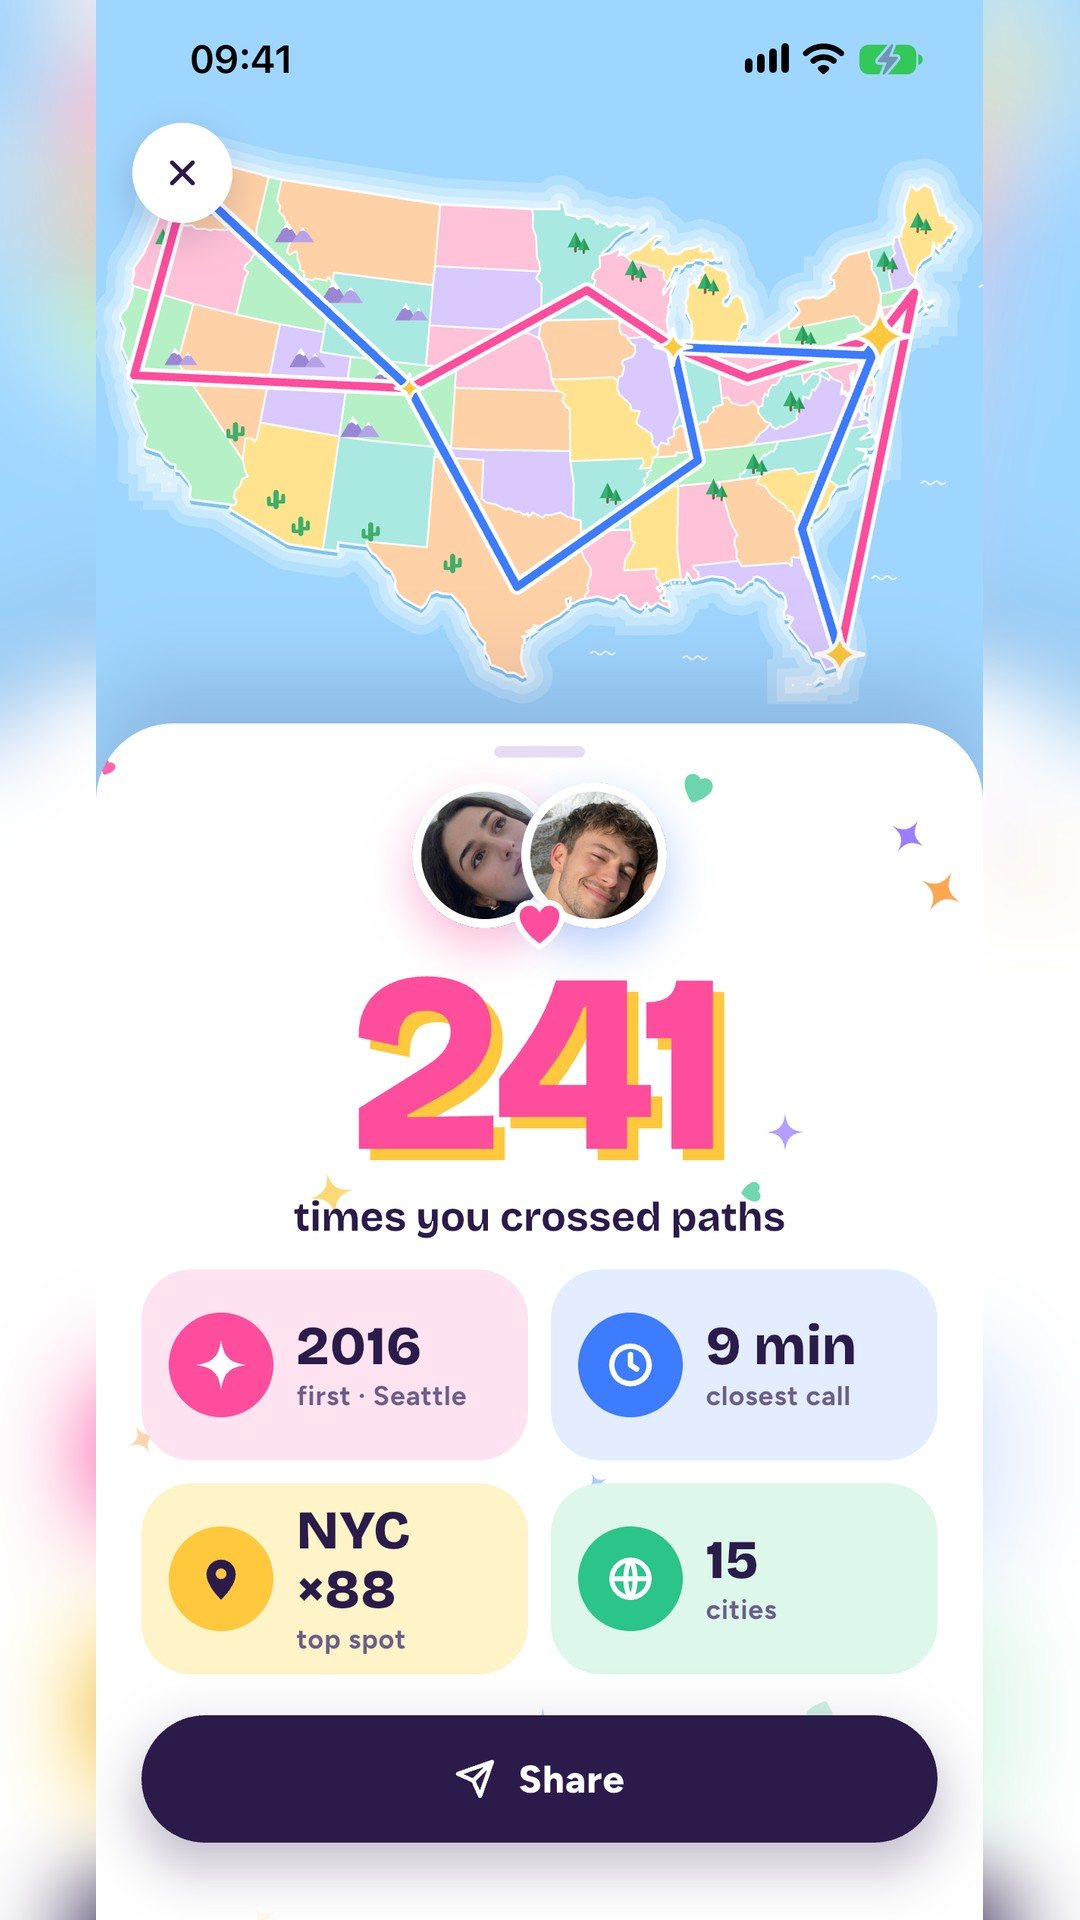 09:41
241
times you crossed paths
2016
first · Seattle
9 min
closest call
NYC
×88
top spot
15
cities
Share